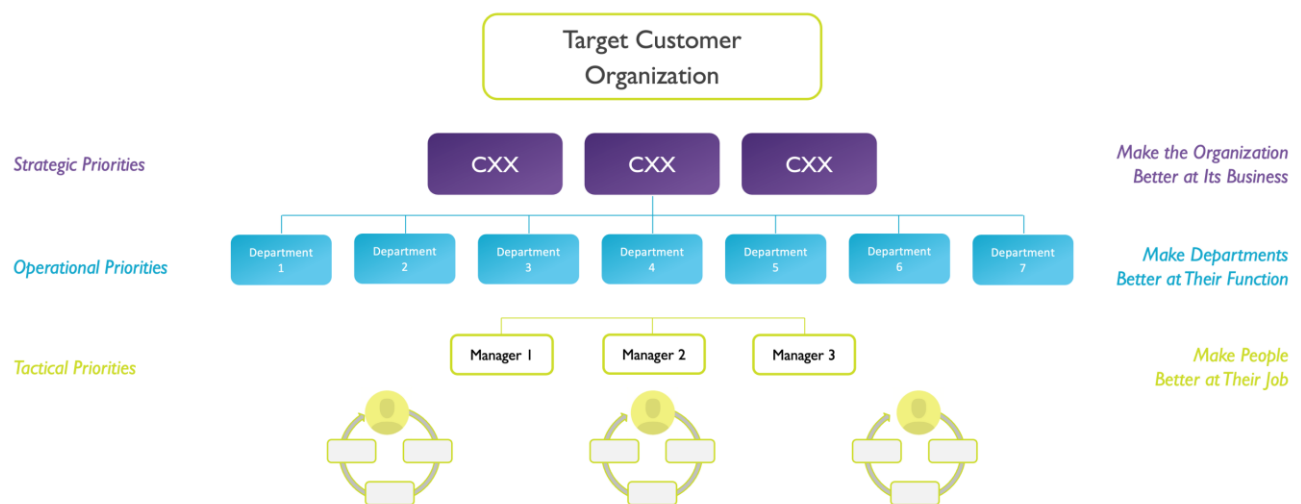 Target Customer
Organization
Strategic Priorities
CXX
CXX
CXX
Make the Organization
Better at Its Business
Operational Priorities
Department
1
Department
2
Department
3
Department
4
Department
5
Department
6
Department
7
Make Departments
Better at Their Function
Tactical Priorities
Manager 1
Manager 2
Manager 3
Make People
Better at Their Job